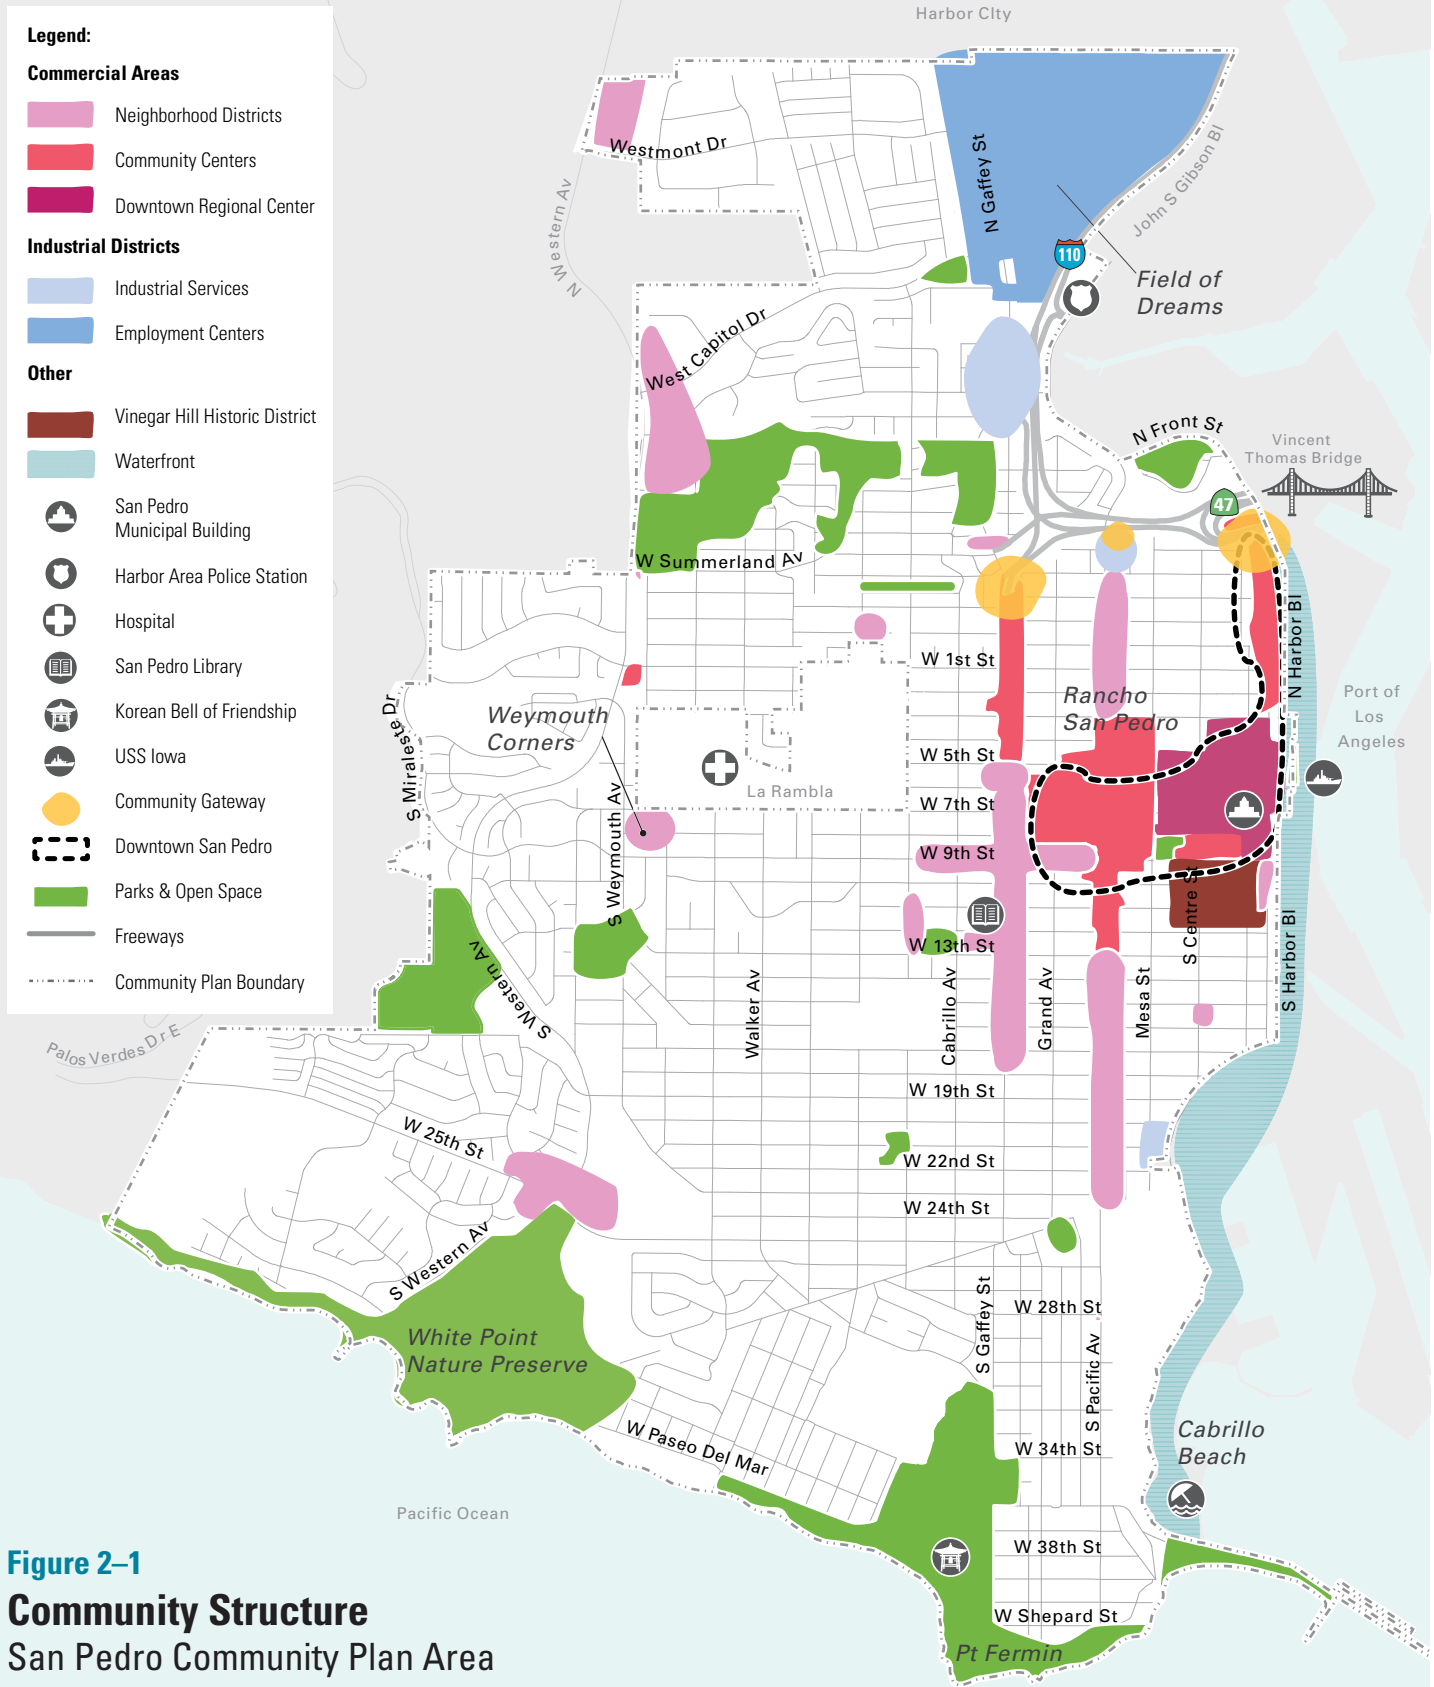 Legend:
Commercial Areas
Neighborhood Districts
Community Centers
Downtown Regional Center
Industrial Districts
Industrial Services
Employment Centers
Other
Vinegar Hill Historic District
Waterfront
San Pedro
Municipal Building
Harbor Area Police Station
Hospital
San Pedro Library
Korean Bell of Friendship
USS Iowa
Community Gateway
Downtown San Pedro
Parks & Open Space
Freeways
Community Plan Boundary
Harbor CIty
Westmont Dr
N Gaffey St
John S Gibson Bl
N Western Av
110
Field of
Dreams
West Capitol Dr
N Front St
Vincent
Thomas Bridge
47
W Summerland Av
N Harbor Bl
W 1st St
Rancho
San Pedro
Port of
Los
Angeles
S Miraleste Dr
Weymouth
Corners
W 5th St
La Rambla
W 7th St
S Weymouth Av
W 9th St
S Centre St
W 13th St
S Western Av
S Harbor Bl
Walker Av
Cabrillo Av
Grand Av
Mesa St
Palos Verdes Dr E
W 19th St
W 25th St
W 22nd St
W 24th St
S Western Av
S Gaffey St
W 28th St
White Point
Nature Preserve
S Pacific Av
W Paseo Del Mar
W 34th St
Cabrillo
Beach
Pacific Ocean
W 38th St
W Shepard St
Pt Fermin
Figure 2–1
Community Structure
San Pedro Community Plan Area